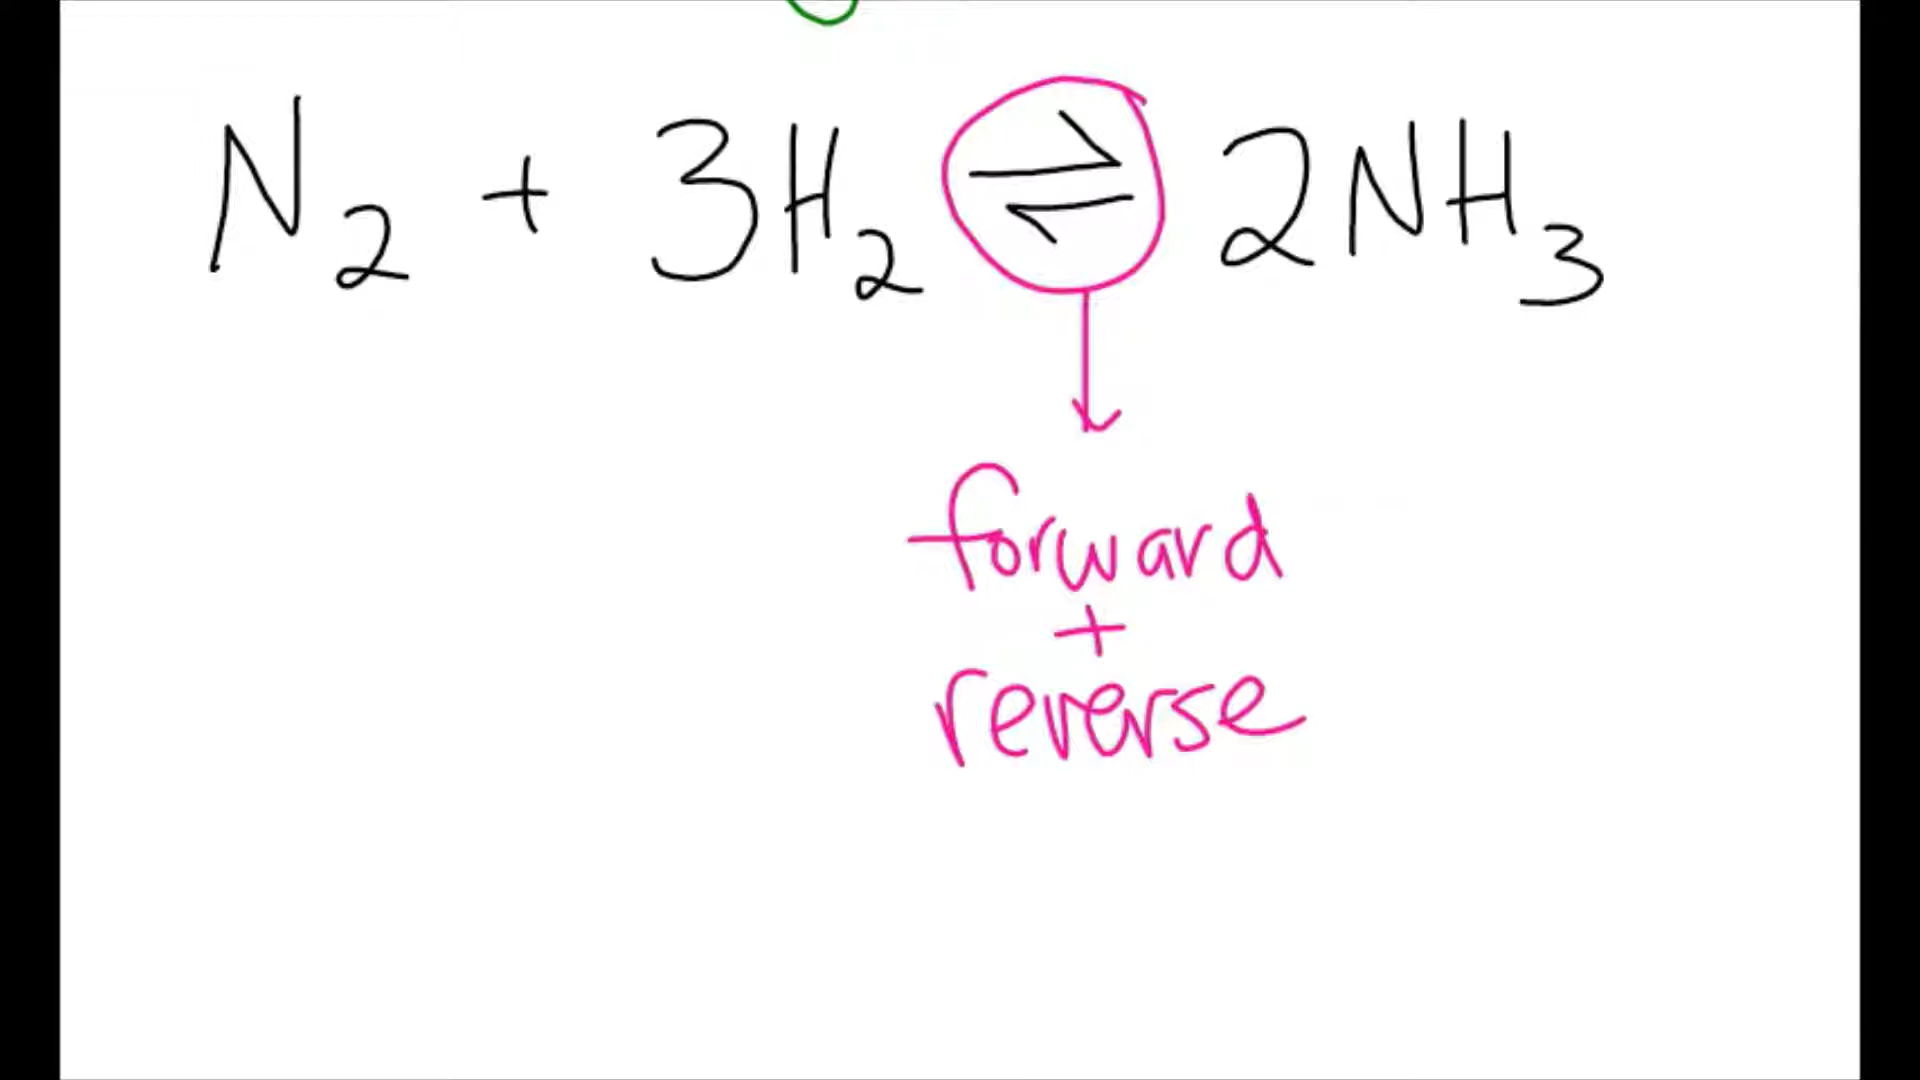 N₂ + 3H₂ ⇌ 2NH₃
forward
+
reverse